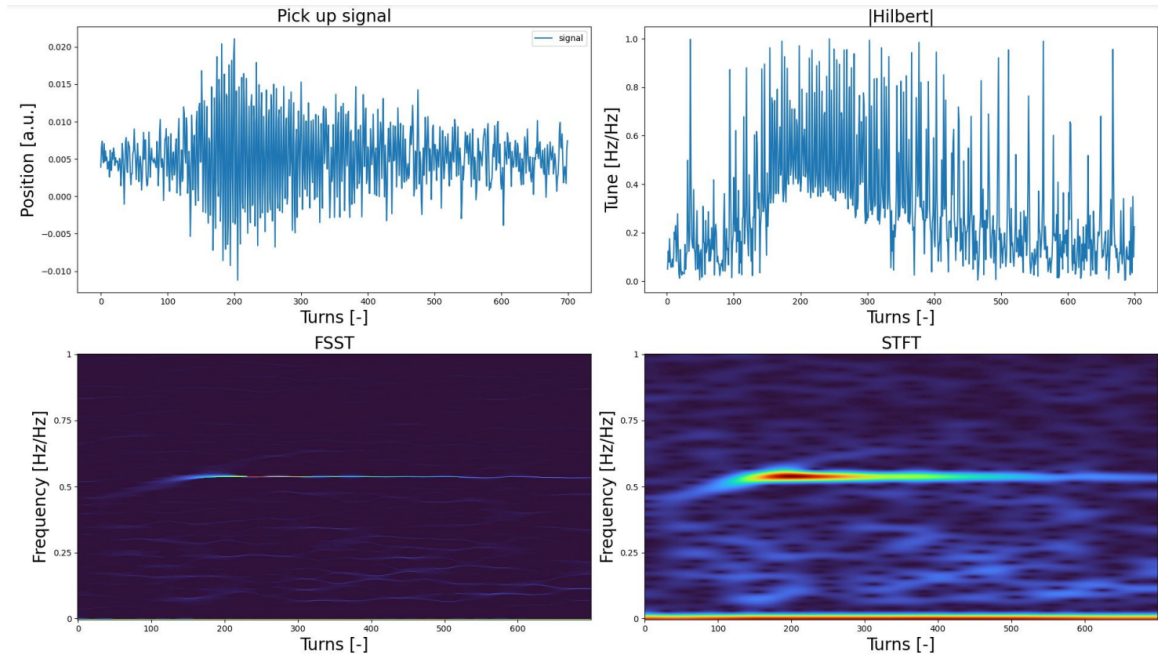 Pick up signal
signal
Position [a.u.]
0.020
0.015
0.010
0.005
0.000
−0.005
−0.010
0 100 200 300 400 500 600 700
Turns [-]
|Hilbert|
Tune [Hz/Hz]
1.0
0.8
0.6
0.4
0.2
0.0
0 100 200 300 400 500 600 700
Turns [-]
FSST
Frequency [Hz/Hz]
1
0.75
0.5
0.25
0
0 100 200 300 400 500 600
Turns [-]
STFT
Frequency [Hz/Hz]
1
0.75
0.5
0.25
0
0 100 200 300 400 500 600
Turns [-]